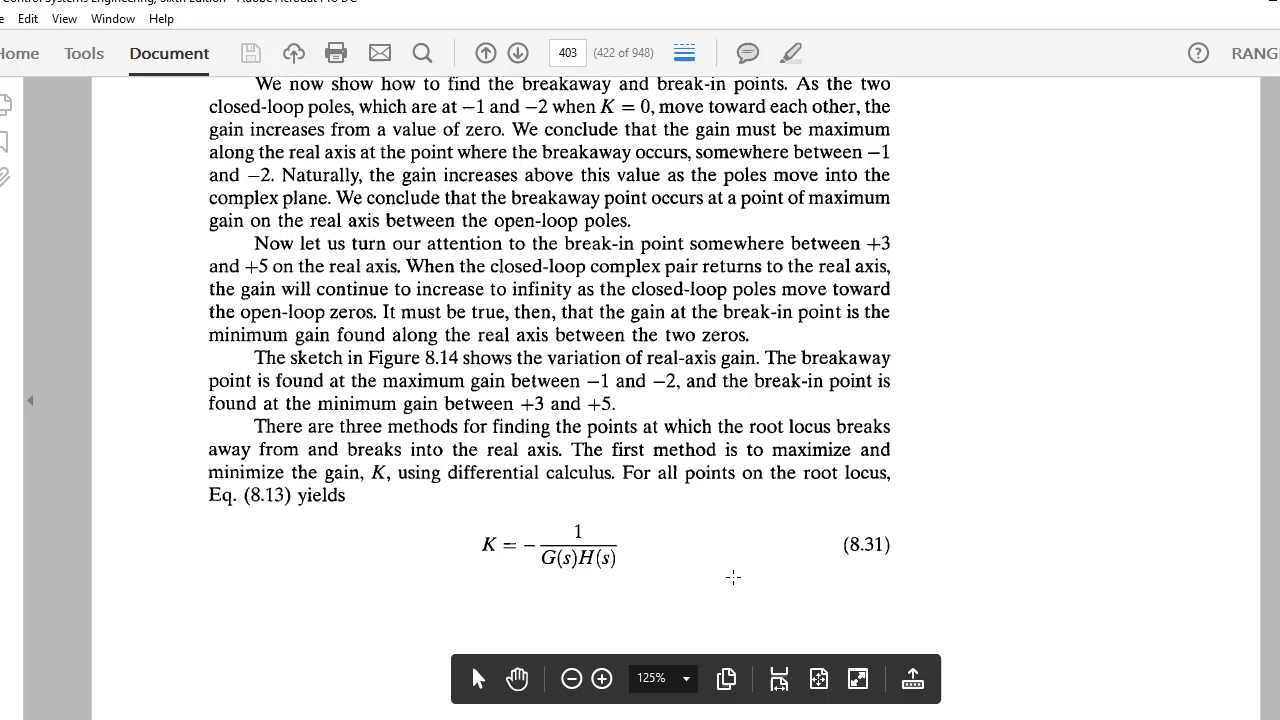 Control Systems Engineering, Sixth Edition - Adobe Acrobat Pro DC
Edit View Window Help
Home Tools Document 403 (422 of 948) RANG
We now show how to find the breakaway and break-in points. As the two
closed-loop poles, which are at −1 and −2 when K = 0, move toward each other, the
gain increases from a value of zero. We conclude that the gain must be maximum
along the real axis at the point where the breakaway occurs, somewhere between −1
and −2. Naturally, the gain increases above this value as the poles move into the
complex plane. We conclude that the breakaway point occurs at a point of maximum
gain on the real axis between the open-loop poles.
Now let us turn our attention to the break-in point somewhere between +3
and +5 on the real axis. When the closed-loop complex pair returns to the real axis,
the gain will continue to increase to infinity as the closed-loop poles move toward
the open-loop zeros. It must be true, then, that the gain at the break-in point is the
minimum gain found along the real axis between the two zeros.
The sketch in Figure 8.14 shows the variation of real-axis gain. The breakaway
point is found at the maximum gain between −1 and −2, and the break-in point is
found at the minimum gain between +3 and +5.
There are three methods for finding the points at which the root locus breaks
away from and breaks into the real axis. The first method is to maximize and
minimize the gain, K, using differential calculus. For all points on the root locus,
Eq. (8.13) yields
K = − 1 / G(s)H(s) (8.31)
125%